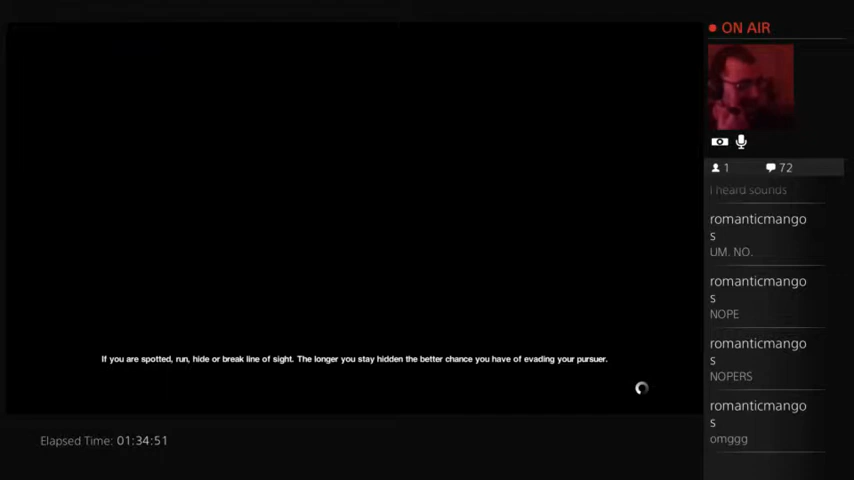 ON AIR
1 72
I heard sounds
romanticmango
s
UM. NO.
romanticmango
s
NOPE
romanticmango
s
NOPERS
romanticmango
s
omggg
If you are spotted, run, hide or break line of sight. The longer you stay hidden the better chance you have of evading your pursuer.
Elapsed Time: 01:34:51